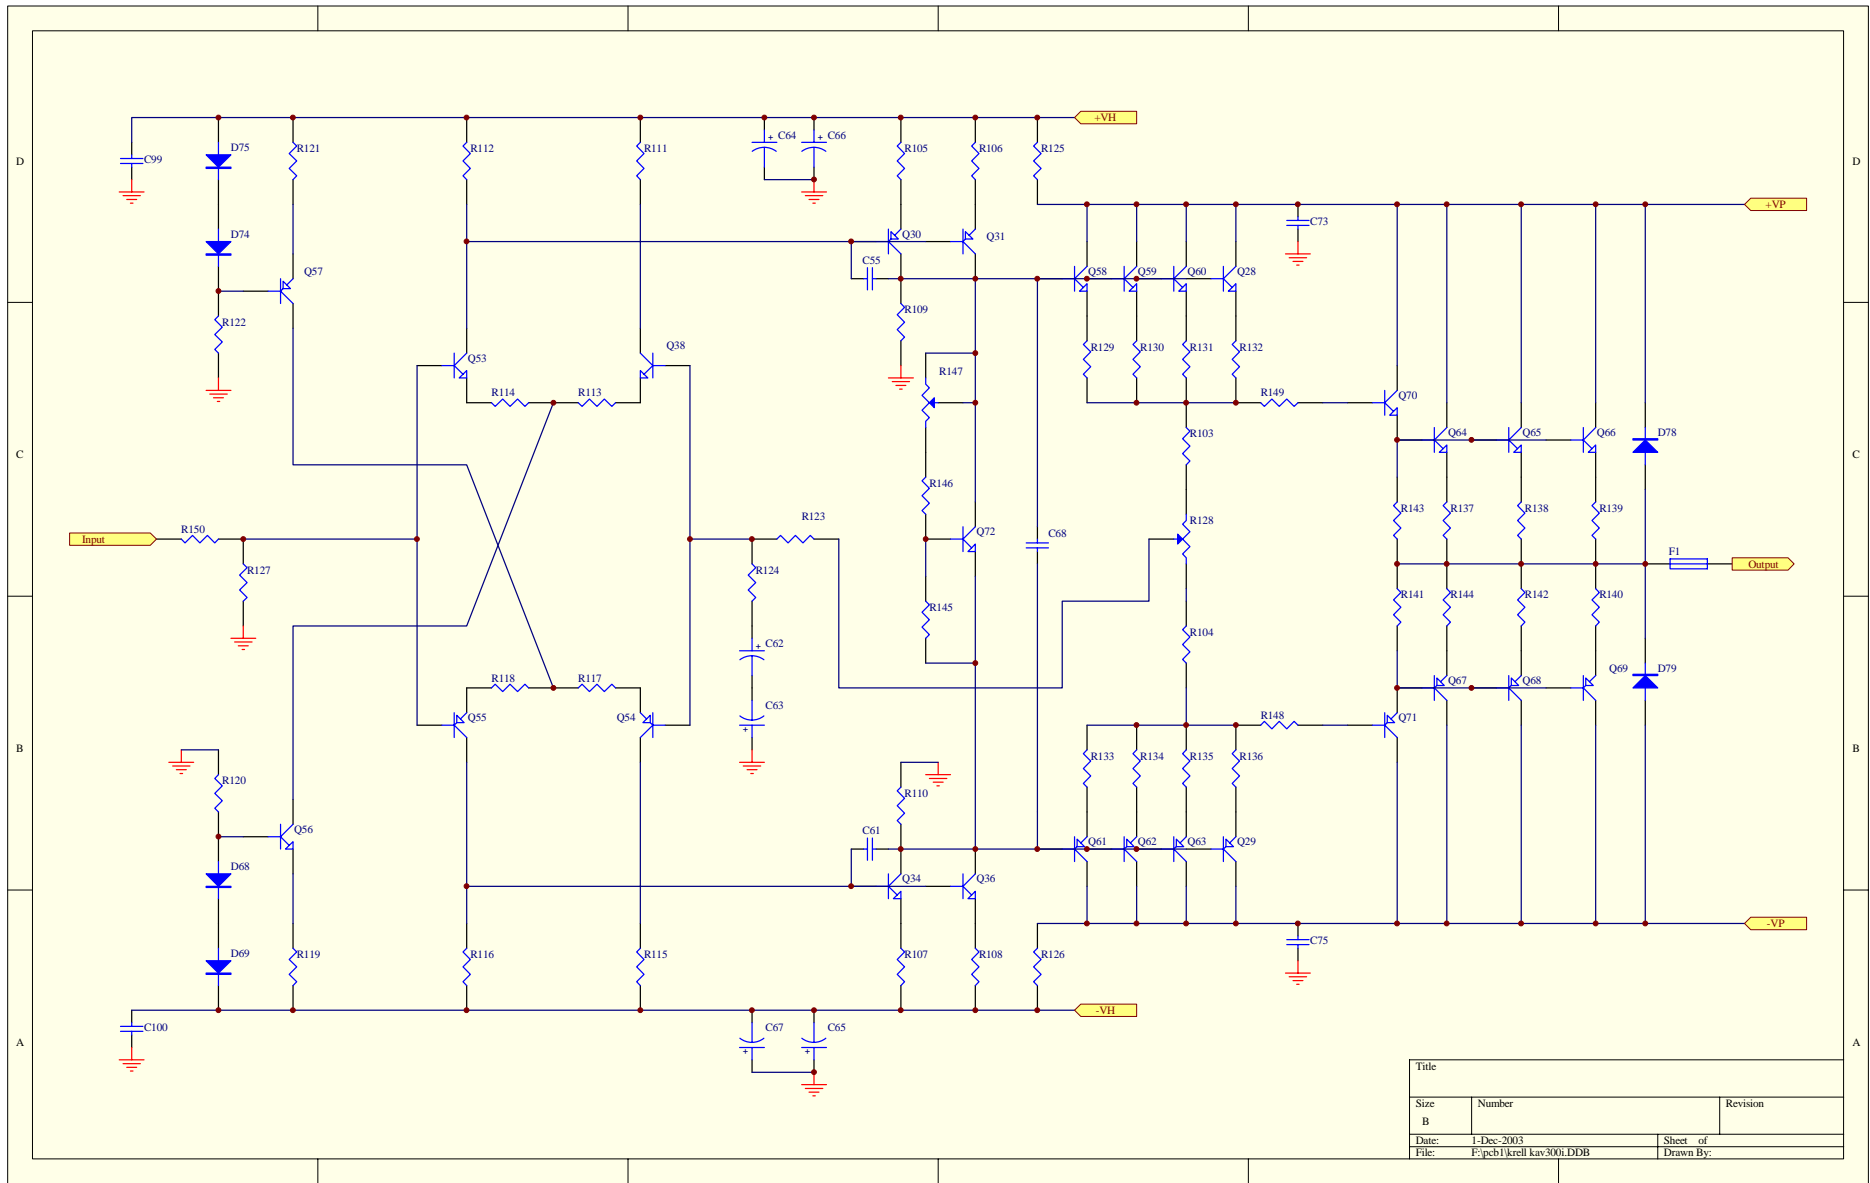 +VH
C99
D75
R121
R112
R111
C64
C66
R105
R106
R125
D
D
+VP
D74
Q57
Q30
Q31
C73
C55
Q58
Q59
Q60
Q28
R122
R109
Q53
Q38
R129
R130
R131
R132
R147
R114
R113
R149
Q70
R103
Q64
Q65
Q66
D78
C
C
R146
R143
R137
R138
R139
R150
R123
R128
Input
Q72
C68
F1
Output
R127
R124
R145
R141
R144
R142
R140
R104
C62
R118
R117
Q69
D79
Q67
Q68
C63
Q55
Q54
R148
Q71
B
B
R133
R134
R135
R136
R120
R110
Q56
C61
Q61
Q62
Q63
Q29
D68
Q34
Q36
-VP
D69
R119
R116
R115
R107
R108
R126
C75
-VH
C100
C67
C65
A
A
Title
Size
Number
Revision
B
Date:
1-Dec-2003
Sheet of
File:
F:\pcb1\krell kav300i.DDB
Drawn By: